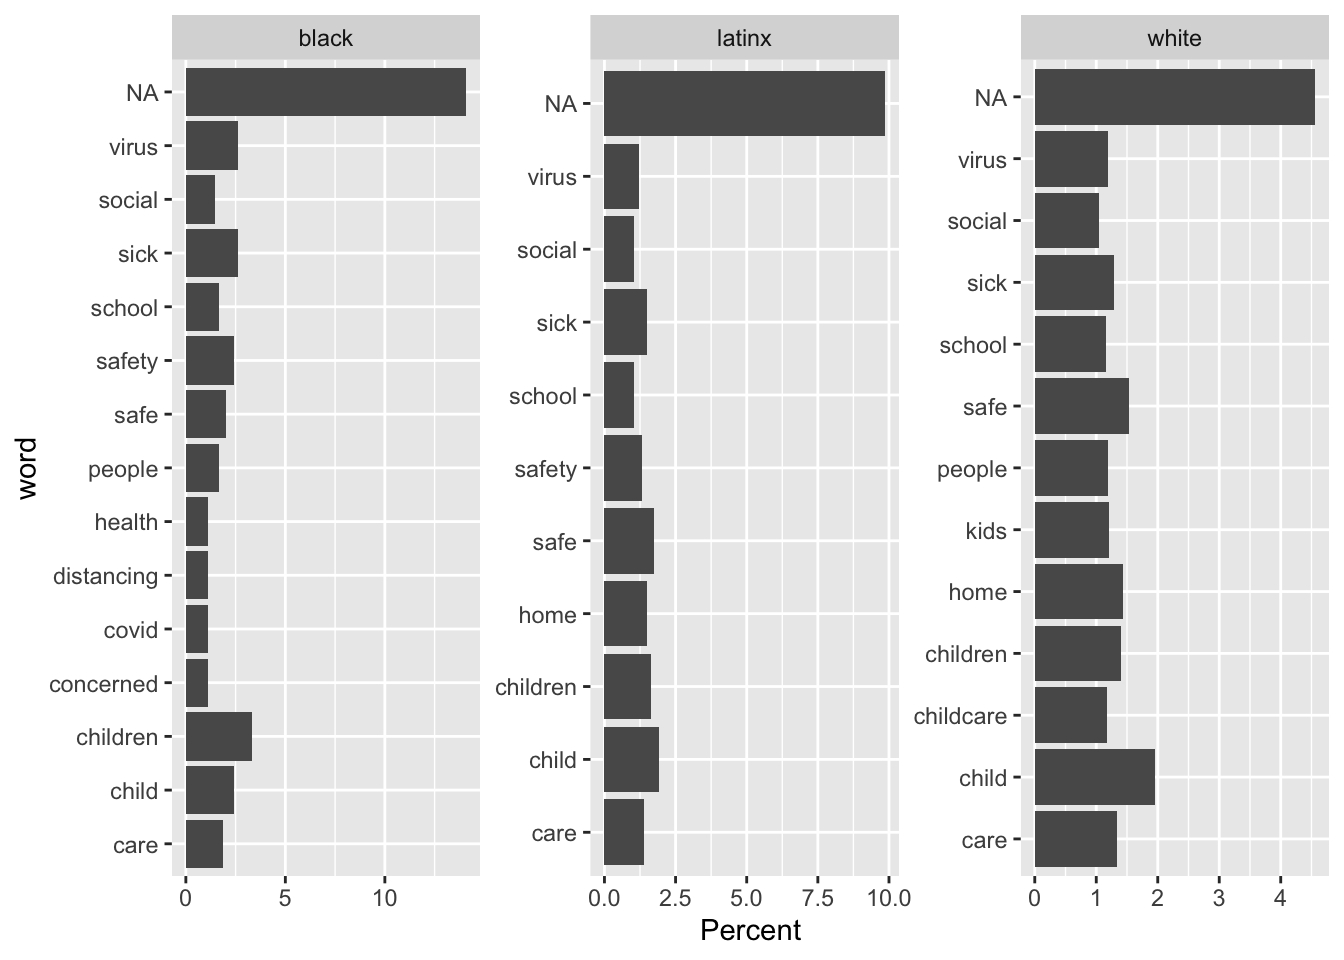 black
latinx
white
word
NA
virus
social
sick
school
safety
safe
people
health
distancing
covid
concerned
children
child
care
0 5 10
NA
virus
social
sick
school
safety
safe
home
children
child
care
0.0 2.5 5.0 7.5 10.0
NA
virus
social
sick
school
safe
people
kids
home
children
childcare
child
care
0 1 2 3 4
Percent